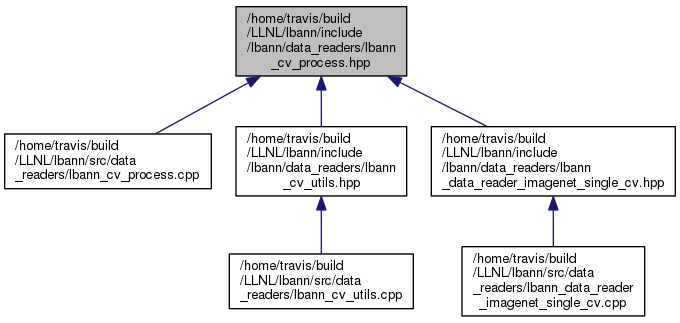 /home/travis/build
/LLNL/lbann/include
/lbann/data_readers/lbann
_cv_process.hpp
/home/travis/build
/LLNL/lbann/src/data
_readers/lbann_cv_process.cpp
/home/travis/build
/LLNL/lbann/include
/lbann/data_readers/lbann
_cv_utils.hpp
/home/travis/build
/LLNL/lbann/include
/lbann/data_readers/lbann
_data_reader_imagenet_single_cv.hpp
/home/travis/build
/LLNL/lbann/src/data
_readers/lbann_cv_utils.cpp
/home/travis/build
/LLNL/lbann/src/data
_readers/lbann_data_reader
_imagenet_single_cv.cpp